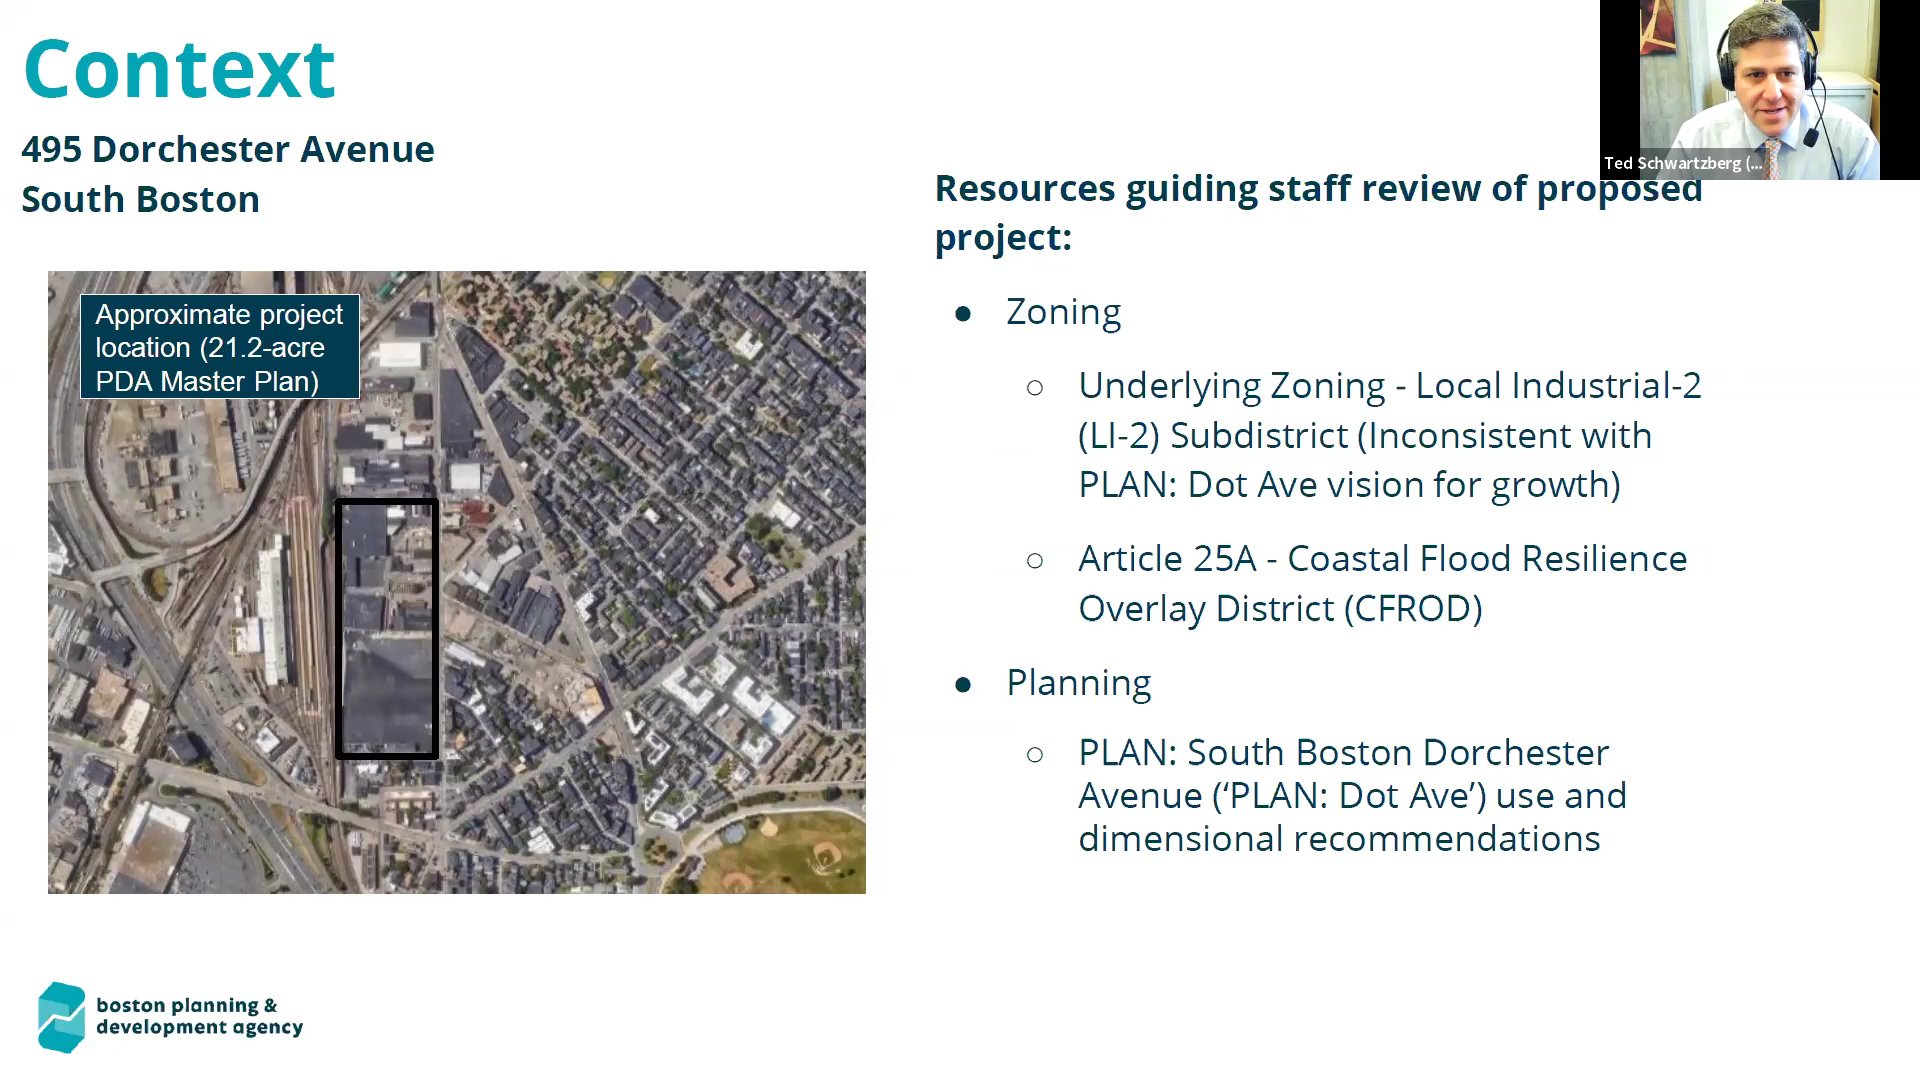 Context
495 Dorchester Avenue
South Boston
Approximate project
location (21.2-acre
PDA Master Plan)
Resources guiding staff review of proposed
project:
● Zoning
○ Underlying Zoning - Local Industrial-2
(LI-2) Subdistrict (Inconsistent with
PLAN: Dot Ave vision for growth)
○ Article 25A - Coastal Flood Resilience
Overlay District (CFROD)
● Planning
○ PLAN: South Boston Dorchester
Avenue (‘PLAN: Dot Ave’) use and
dimensional recommendations
Ted Schwartzberg (...
boston planning &
development agency